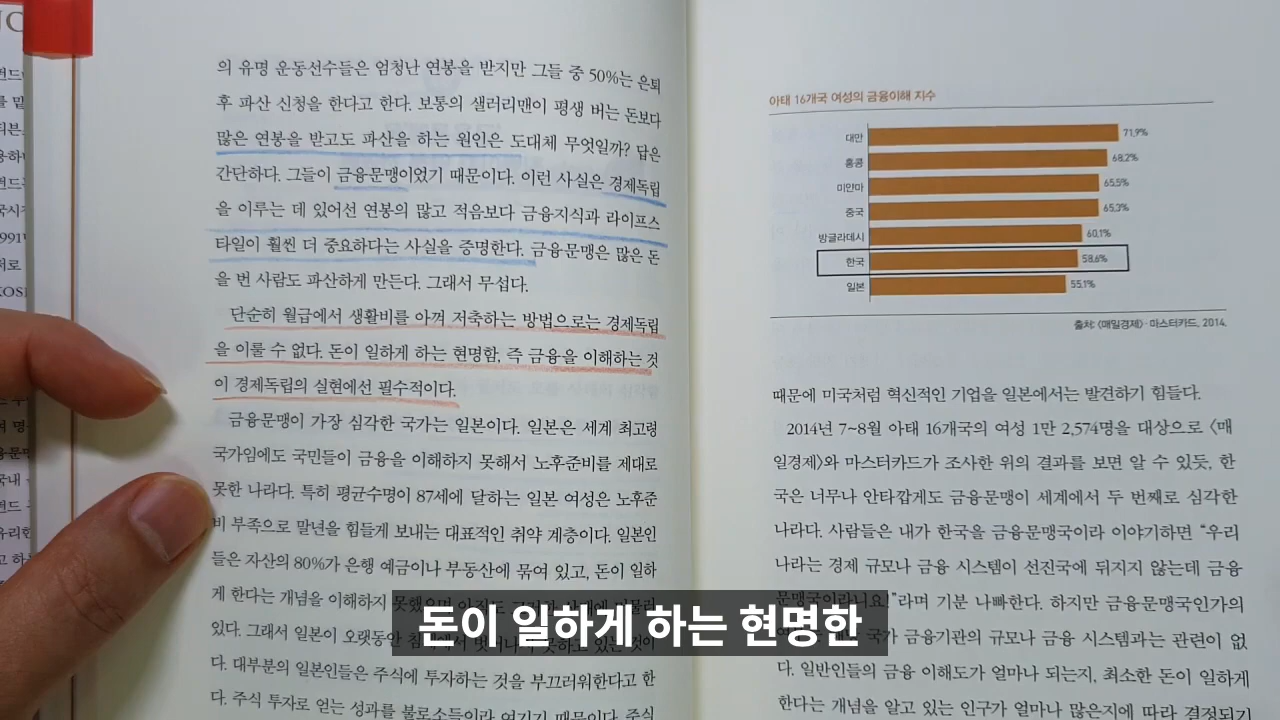 의 유명 운동선수들은 엄청난 연봉을 받지만 그들 중 50%는 은퇴
후 파산 신청을 한다고 한다. 보통의 샐러리맨이 평생 버는 돈보다
많은 연봉을 받고도 파산을 하는 원인은 도대체 무엇일까? 답은
간단하다. 그들이 금융문맹이었기 때문이다. 이런 사실은 경제독립
을 이루는 데 있어선 연봉의 많고 적음보다 금융지식과 라이프스
타일이 훨씬 더 중요하다는 사실을 증명한다. 금융문맹은 많은 돈
을 번 사람도 파산하게 만든다. 그래서 무섭다.
단순히 월급에서 생활비를 아껴 저축하는 방법으로는 경제독립
을 이룰 수 없다. 돈이 일하게 하는 현명함, 즉 금융을 이해하는 것
이 경제독립의 실현에선 필수적이다.
금융문맹이 가장 심각한 국가는 일본이다. 일본은 세계 최고령
국가임에도 국민들이 금융을 이해하지 못해서 노후준비를 제대로
못한 나라다. 특히 평균수명이 87세에 달하는 일본 여성은 노후준
비 부족으로 말년을 힘들게 보내는 대표적인 취약 계층이다. 일본인
들은 자산의 80%가 은행 예금이나 부동산에 묶여 있고, 돈이 일하
게 한다는 개념을 이해하지 못했으며
있다. 그래서 일본이 오랫동안
다. 대부분의 일본인들은 주식에 투자하는 것을 부끄러워한다고 한
다. 주식 투자로 얻는 성과를 불로소득이라 여기기 때문이다. 주식
아태 16개국 여성의 금융이해 지수
대만 71.9%
홍콩 68.2%
미얀마 65.5%
중국 65.3%
방글라데시 60.1%
한국 58.6%
일본 55.1%
출처: 〈매일경제〉·마스터카드, 2014.
때문에 미국처럼 혁신적인 기업을 일본에서는 발견하기 힘들다.
2014년 7~8월 아태 16개국의 여성 1만 2,574명을 대상으로 〈매
일경제〉와 마스터카드가 조사한 위의 결과를 보면 알 수 있듯, 한
국은 너무나 안타깝게도 금융문맹이 세계에서 두 번째로 심각한
나라다. 사람들은 내가 한국을 금융문맹국이라 이야기하면 “우리
나라는 경제 규모나 금융 시스템이 선진국에 뒤지지 않는데 금융
문맹국이라니요!”라며 기분 나빠한다. 하지만 금융문맹국인가의
국가 금융기관의 규모나 금융 시스템과는 관련이 없
다. 일반인들의 금융 이해도가 얼마나 되는지, 최소한 돈이 일하게
한다는 개념을 알고 있는 인구가 얼마나 많은지에 따라 결정되기
돈이 일하게 하는 현명한